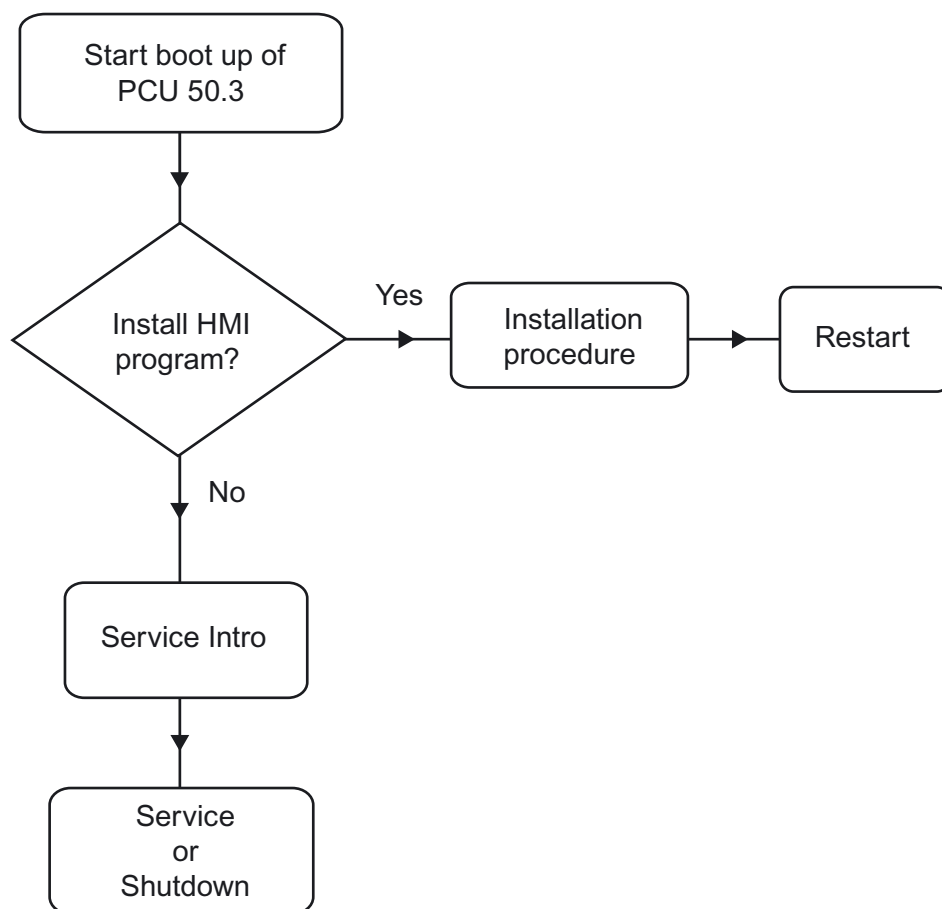 Start boot up of
PCU 50.3
Install HMI
program?
Yes
Installation
procedure
Restart
No
Service Intro
Service
or
Shutdown